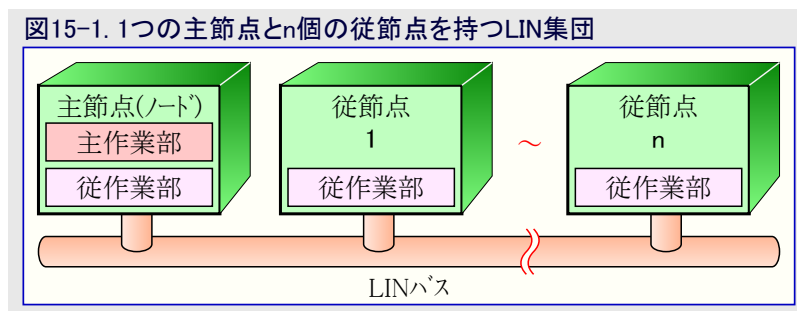 図15-1. 1つの主節点とn個の従節点を持つLIN集団
主節点(ノード)
主作業部
従作業部
従節点
1
従作業部
～
従節点
n
従作業部
LINバス